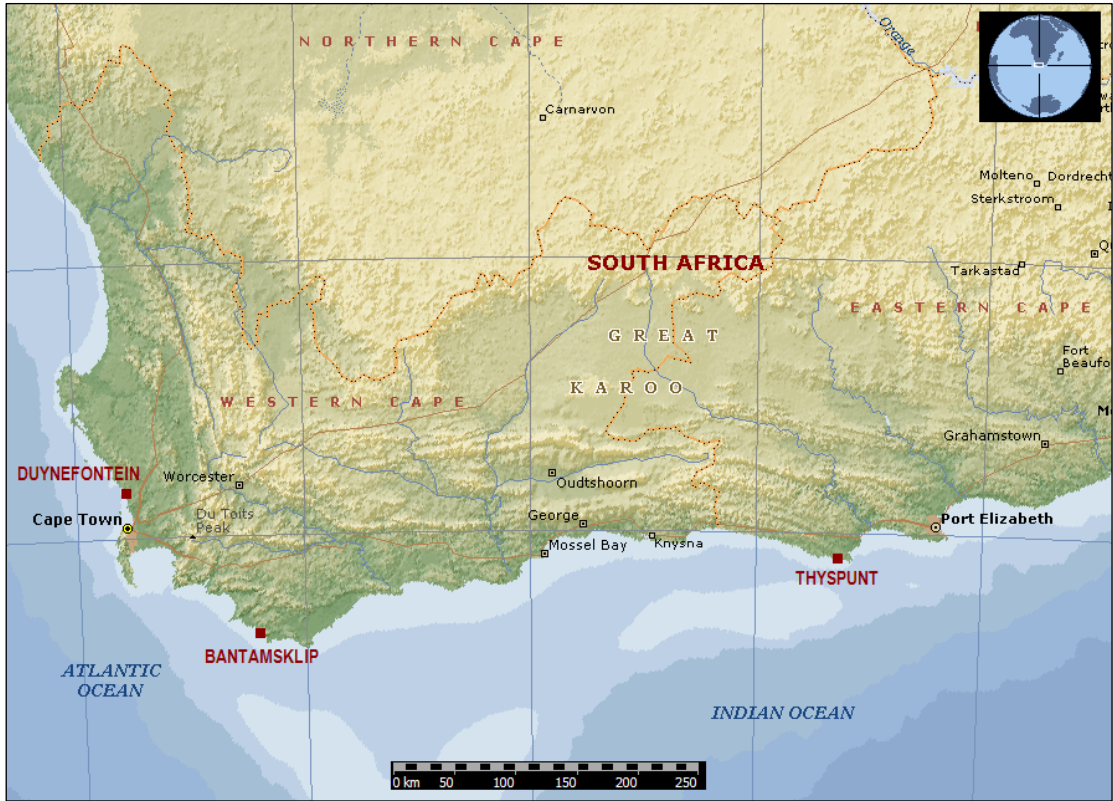 NORTHERN CAPE
Orange
Carnarvon
Molteno
Dordrecht
Sterkstroom
SOUTH AFRICA
Tarkastad
EASTERN CAPE
GREAT
KAROO
Fort
Beaufo
WESTERN CAPE
Grahamstown
DUYNEFONTEIN
Worcester
Oudtshoorn
Du Toits
Peak
Cape Town
George
Port Elizabeth
Mossel Bay
Knysna
THYSPUNT
BANTAMSKLIP
ATLANTIC
OCEAN
INDIAN OCEAN
0 km 50 100 150 200 250